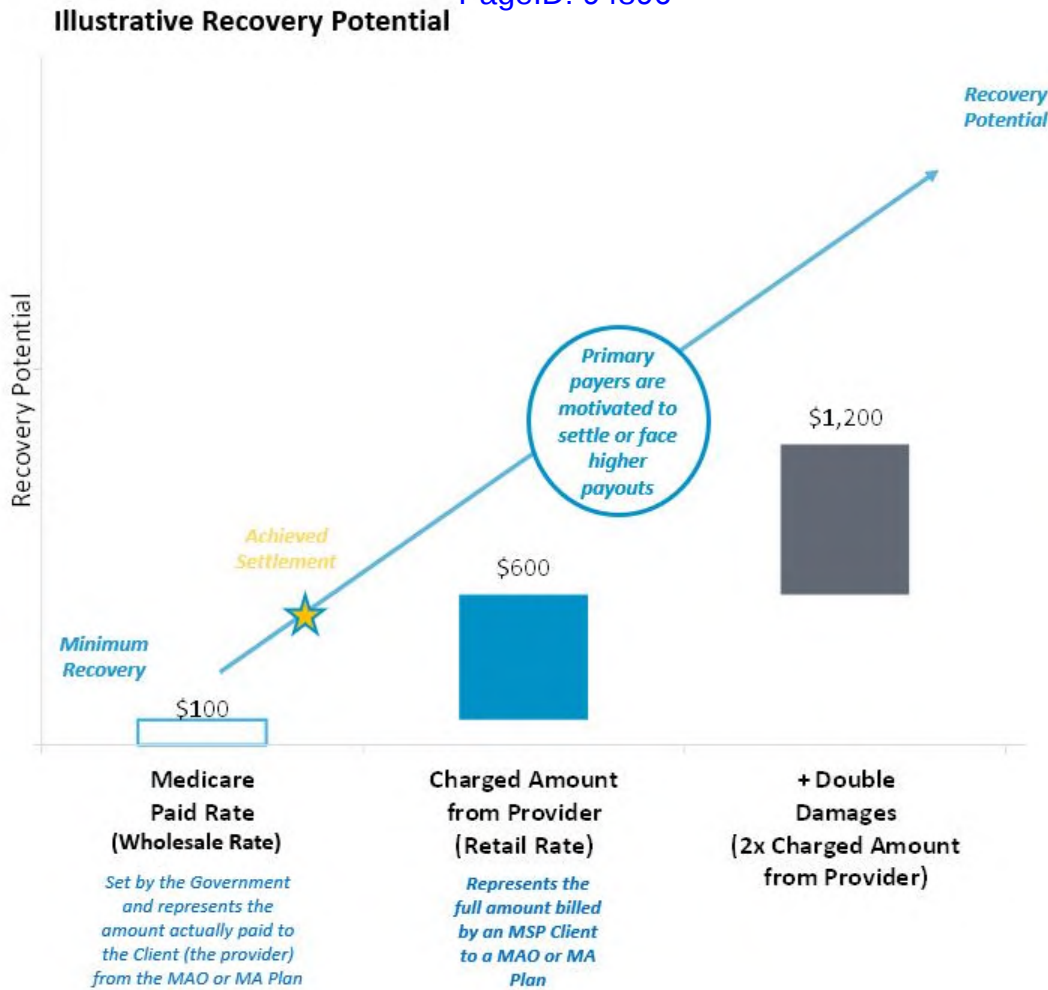 Illustrative Recovery Potential
Recovery
Potential
Recovery Potential
Primary
payers are
motivated to
settle or face
higher
payouts
$1,200
Achieved
Settlement
$600
Minimum
Recovery
$100
Medicare
Paid Rate
(Wholesale Rate)
Set by the Government
and represents the
amount actually paid to
the Client (the provider)
from the MAO or MA Plan
Charged Amount
from Provider
(Retail Rate)
Represents the
full amount billed
by an MSP Client
to a MAO or MA
Plan
+ Double
Damages
(2x Charged Amount
from Provider)